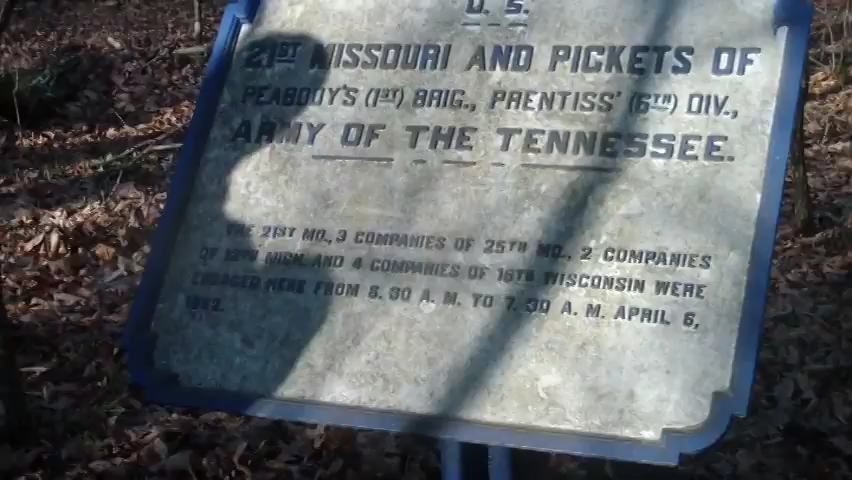 U. S.
21ST MISSOURI AND PICKETS OF
PEABODY'S (1ST) BRIG., PRENTISS' (6TH) DIV.,
ARMY OF THE TENNESSEE.
THE 21ST MO., 3 COMPANIES OF 25TH MO., 2 COMPANIES
OF 12TH MICH. AND 4 COMPANIES OF 16TH WISCONSIN WERE
ENGAGED HERE FROM 6.30 A. M. TO 7.30 A. M. APRIL 6,
1862.